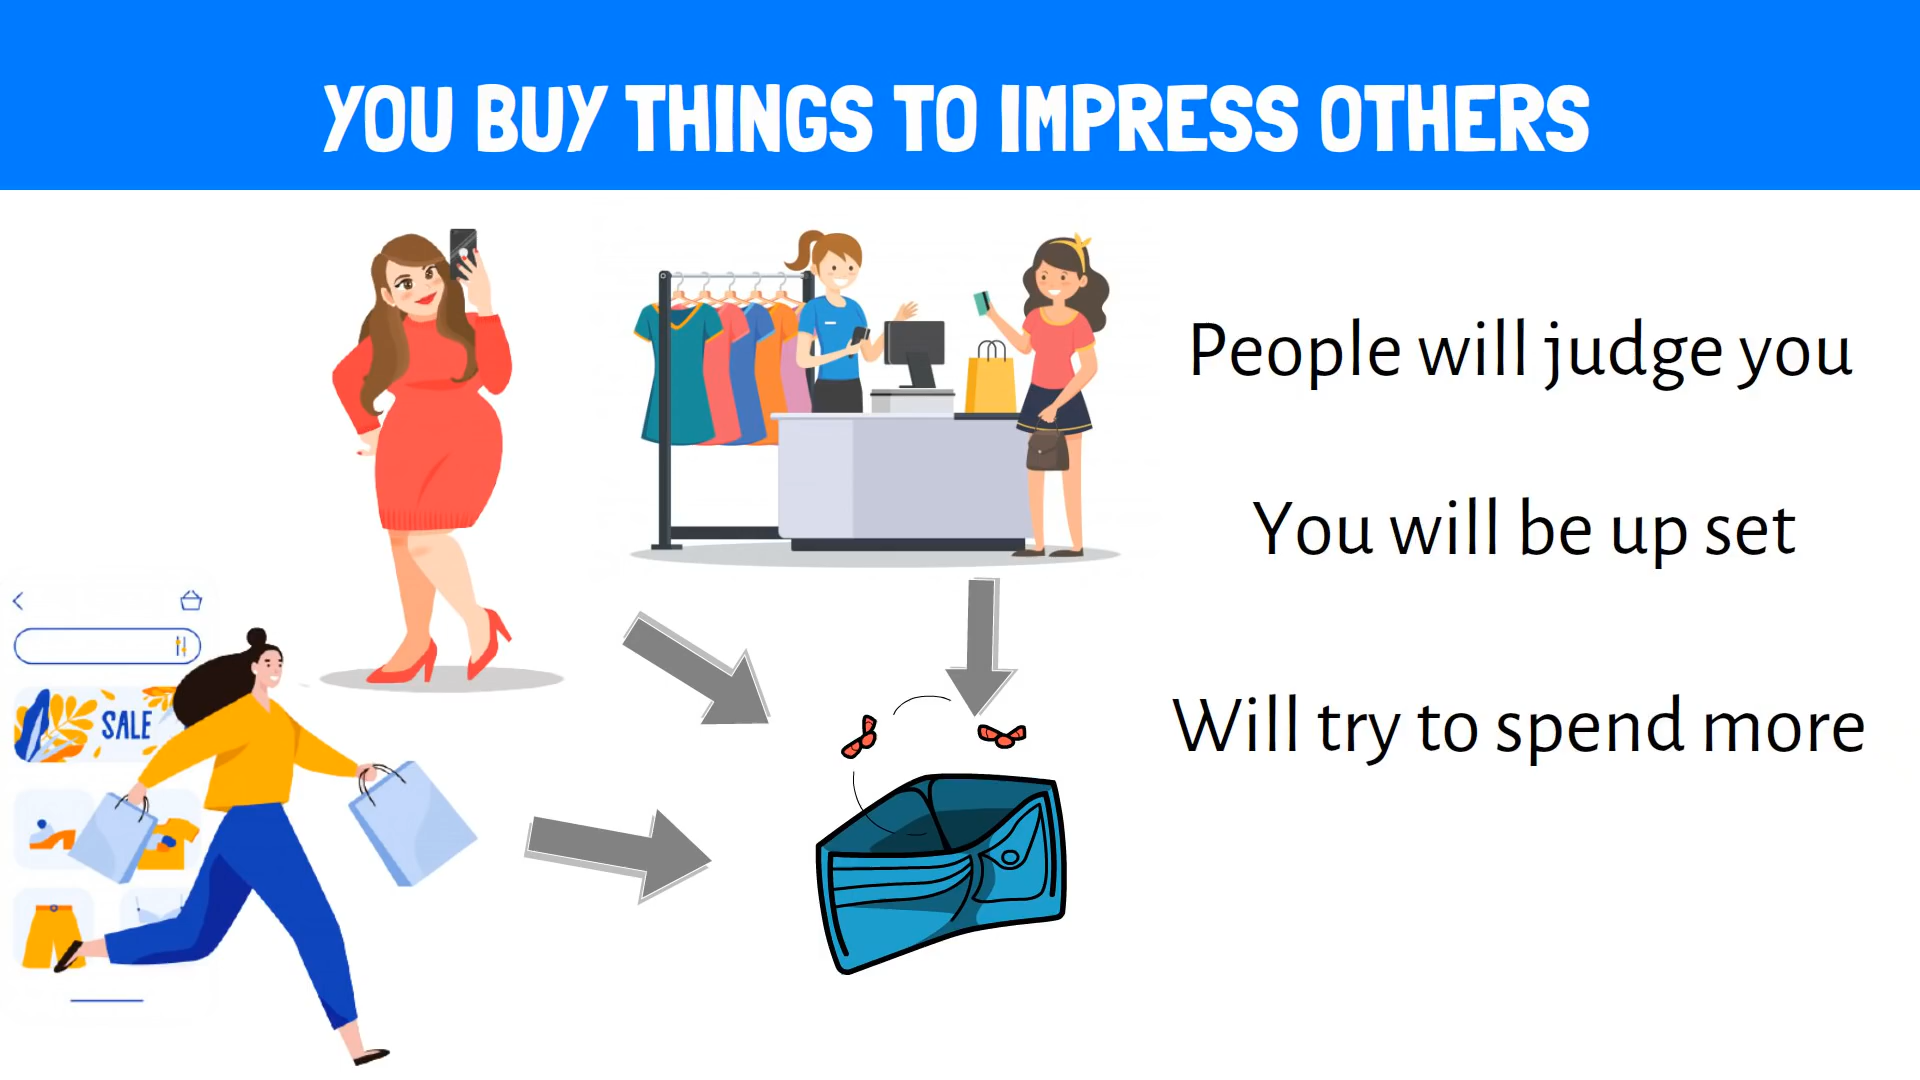 YOU BUY THINGS TO IMPRESS OTHERS
People will judge you
You will be up set
Will try to spend more
SALE